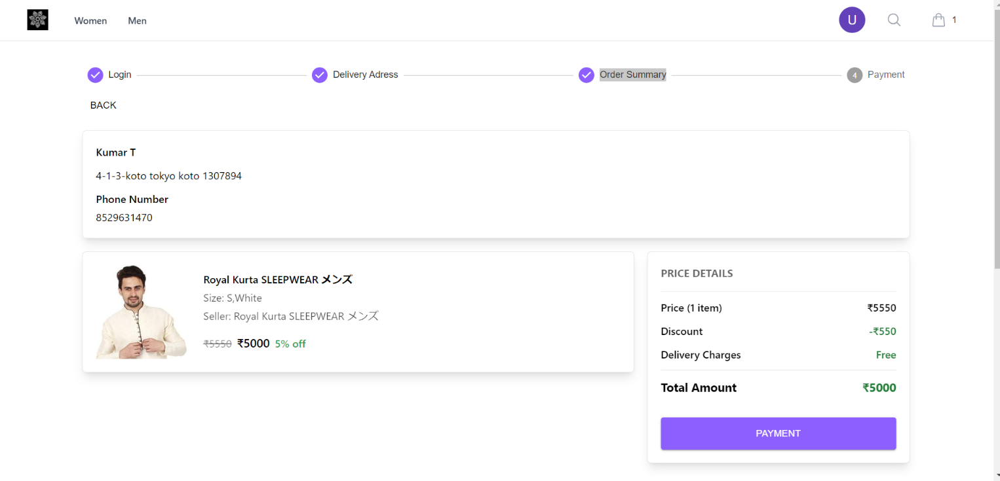 Women Men U 1
Login Delivery Adress Order Summary 4 Payment
BACK
Kumar T
4-1-3-koto tokyo koto 1307894
Phone Number
8529631470
Royal Kurta SLEEPWEAR メンズ
Size: S,White
Seller: Royal Kurta SLEEPWEAR メンズ
₹5550 ₹5000 5% off
PRICE DETAILS
Price (1 item) ₹5550
Discount -₹550
Delivery Charges Free
Total Amount ₹5000
PAYMENT